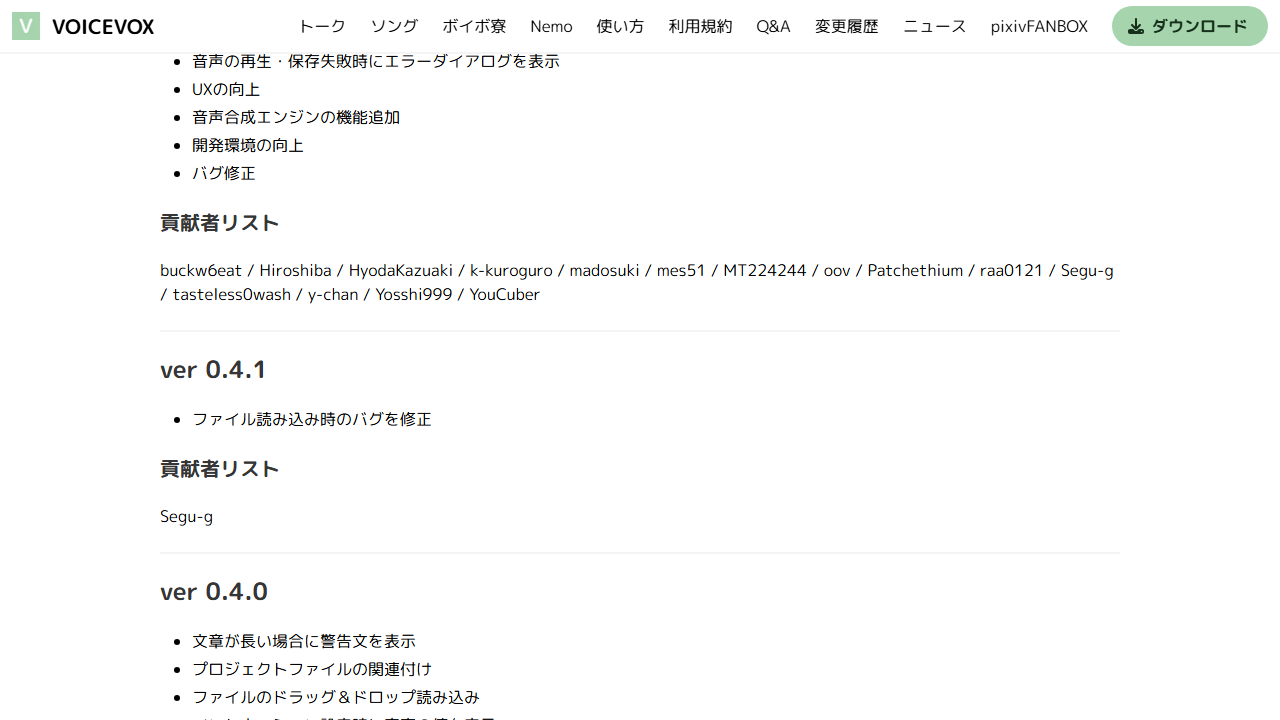 V VOICEVOX トーク ソング ボイボ寮 Nemo 使い方 利用規約 Q&A 変更履歴 ニュース pixivFANBOX ダウンロード
音声の再生・保存失敗時にエラーダイアログを表示
UXの向上
音声合成エンジンの機能追加
開発環境の向上
バグ修正
貢献者リスト
buckw6eat / Hiroshiba / HyodaKazuaki / k-kuroguro / madosuki / mes51 / MT224244 / oov / Patchethium / raa0121 / Segu-g
/ tasteless0wash / y-chan / Yosshi999 / YouCuber
ver 0.4.1
ファイル読み込み時のバグを修正
貢献者リスト
Segu-g
ver 0.4.0
文章が長い場合に警告文を表示
プロジェクトファイルの関連付け
ファイルのドラッグ＆ドロップ読み込み